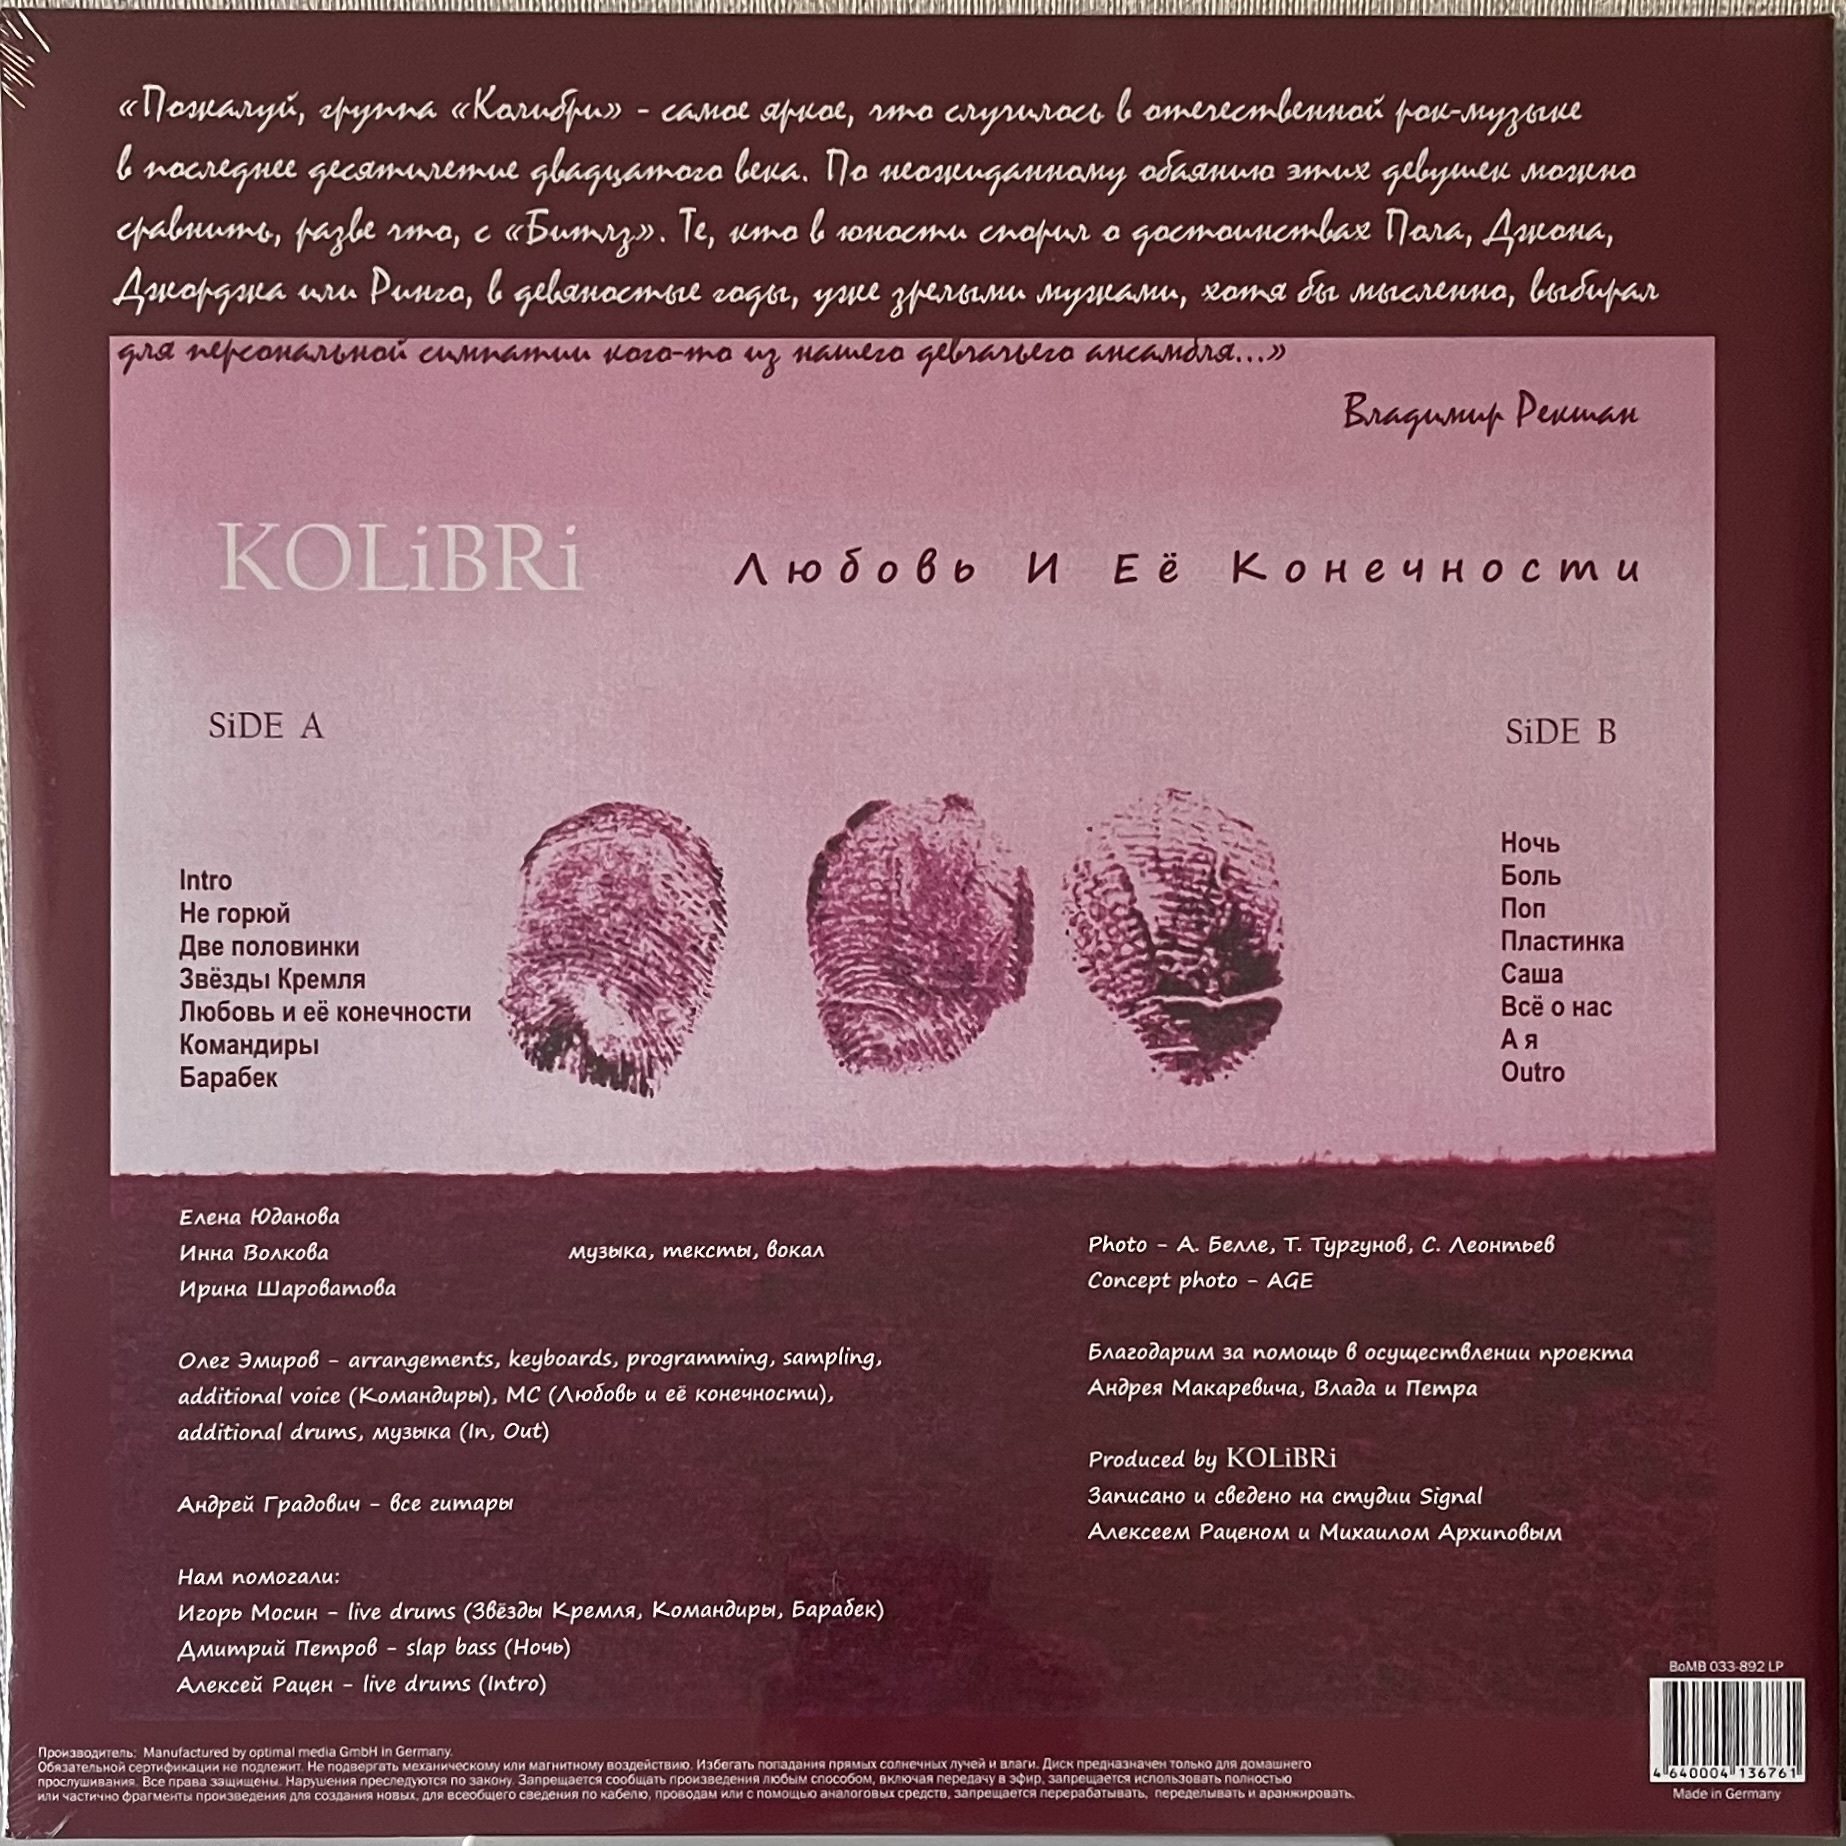 «Пожалуй, группа «Колибри» - самое яркое, что случилось в отечественной рок-музыке
в последнее десятилетие двадцатого века. По неожиданному обаянию этих девушек можно
сравнить, разве что, с «Битлз». Те, кто в юности спорил о достоинствах Пола, Джона,
Джорджа или Ринго, в девяностые годы, уже зрелыми мужами, хотя бы мысленно, выбирал
для персональной симпатии кого-то из нашего девчачьего ансамбля...»
Владимир Рекшан
KOLiBRi Любовь И Её Конечности
SiDE A
Intro
Не горюй
Две половинки
Звёзды Кремля
Любовь и её конечности
Командиры
Барабек
SiDE B
Ночь
Боль
Поп
Пластинка
Саша
Всё о нас
А я
Outro
Елена Юданова
Инна Волкова музыка, тексты, вокал
Ирина Шароватова
Олег Эмиров - arrangements, keyboards, programming, sampling,
additional voice (Командиры), MC (Любовь и её конечности),
additional drums, музыка (In, Out)
Андрей Градович - все гитары
Нам помогали:
Игорь Мосин - live drums (Звёзды Кремля, Командиры, Барабек)
Дмитрий Петров - slap bass (Ночь)
Алексей Рацен - live drums (Intro)
Photo - А. Белле, Т. Тургунов, С. Леонтьев
Concept photo - AGE
Благодарим за помощь в осуществлении проекта
Андрея Макаревича, Влада и Петра
Produced by KOLiBRi
Записано и сведено на студии Signal
Алексеем Раценом и Михаилом Архиповым
BoMB 033-892 LP
4 640004 136761
Made in Germany
Производитель: Manufactured by optimal media GmbH in Germany.
Обязательной сертификации не подлежит. Не подвергать механическому или магнитному воздействию. Избегать попадания прямых солнечных лучей и влаги. Диск предназначен только для домашнего
прослушивания. Все права защищены. Нарушения преследуются по закону. Запрещается сообщать произведения любым способом, включая передачу в эфир, запрещается использовать полностью
или частично фрагменты произведения для создания новых, для всеобщего сведения по кабелю, проводам или с помощью аналоговых средств, запрещается перерабатывать, переделывать и аранжировать.